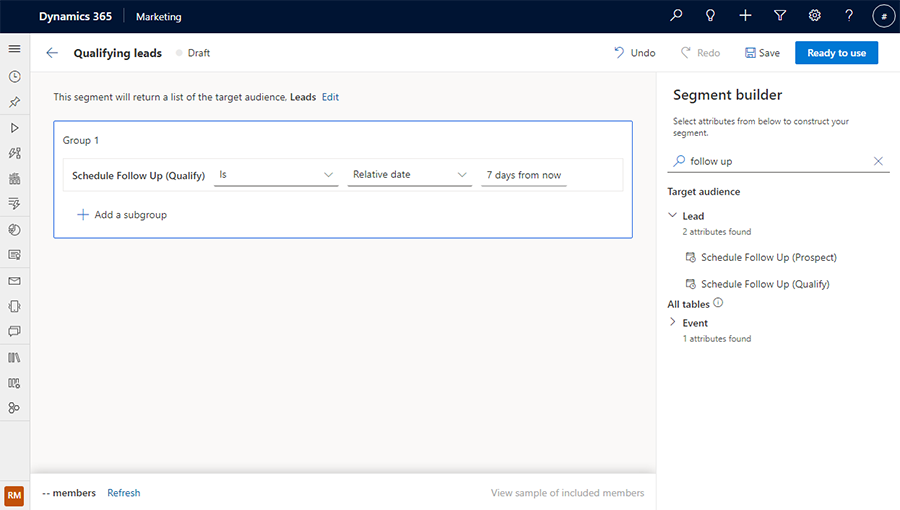 Dynamics 365 Marketing #
Qualifying leads Draft Undo Redo Save Ready to use
This segment will return a list of the target audience. Leads Edit
Group 1
Schedule Follow Up (Qualify) Is Relative date 7 days from now
Add a subgroup
Segment builder
Select attributes from below to construct your
segment.
follow up
Target audience
Lead
2 attributes found
Schedule Follow Up (Prospect)
Schedule Follow Up (Qualify)
All tables
Event
1 attributes found
RM -- members Refresh View sample of included members